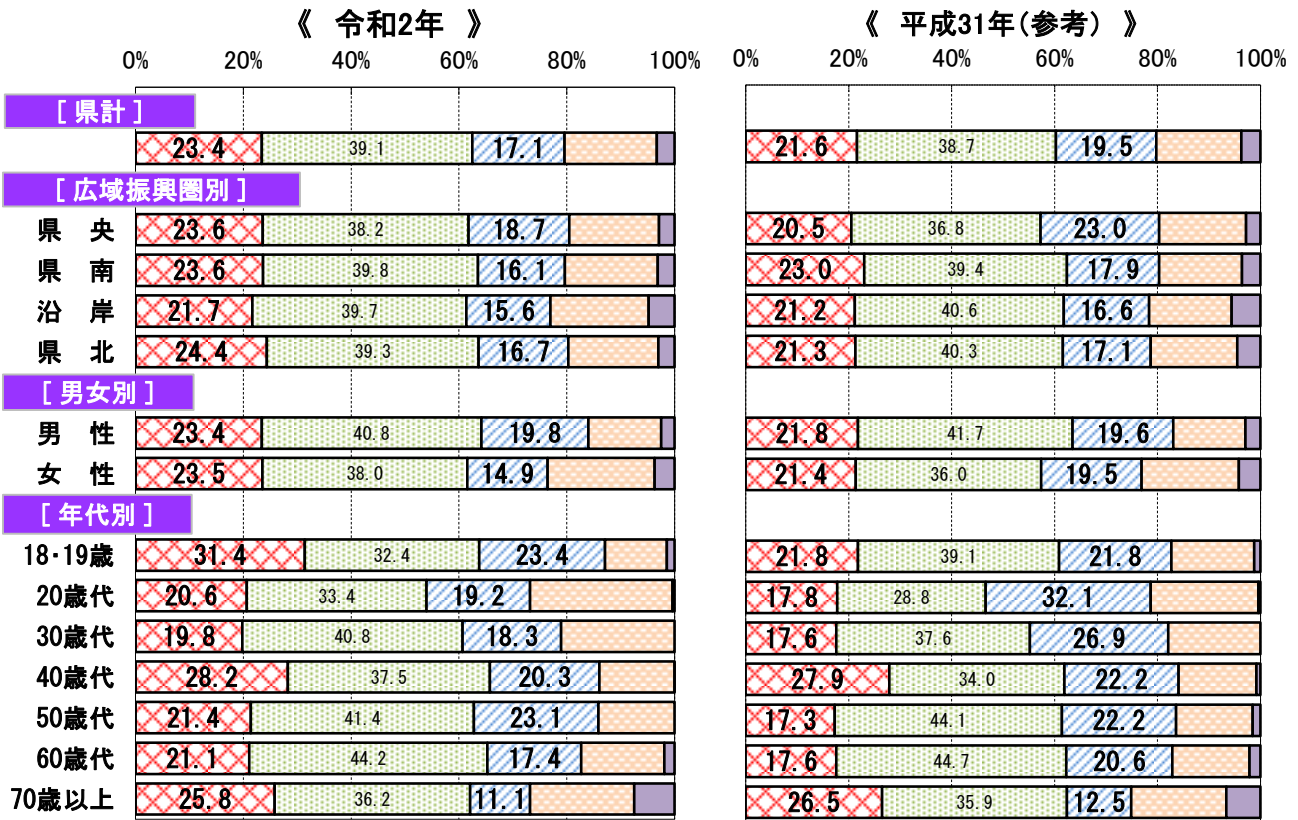 《 令和2年 》 《 平成31年(参考) 》
0% 20% 40% 60% 80% 100% 0% 20% 40% 60% 80% 100%
[ 県計 ]
23.4 39.1 17.1 21.6 38.7 19.5
[ 広域振興圏別 ]
県 央 23.6 38.2 18.7 20.5 36.8 23.0
県 南 23.6 39.8 16.1 23.0 39.4 17.9
沿 岸 21.7 39.7 15.6 21.2 40.6 16.6
県 北 24.4 39.3 16.7 21.3 40.3 17.1
[ 男女別 ]
男 性 23.4 40.8 19.8 21.8 41.7 19.6
女 性 23.5 38.0 14.9 21.4 36.0 19.5
[ 年代別 ]
18・19歳 31.4 32.4 23.4 21.8 39.1 21.8
20歳代 20.6 33.4 19.2 17.8 28.8 32.1
30歳代 19.8 40.8 18.3 17.6 37.6 26.9
40歳代 28.2 37.5 20.3 27.9 34.0 22.2
50歳代 21.4 41.4 23.1 17.3 44.1 22.2
60歳代 21.1 44.2 17.4 17.6 44.7 20.6
70歳以上 25.8 36.2 11.1 26.5 35.9 12.5